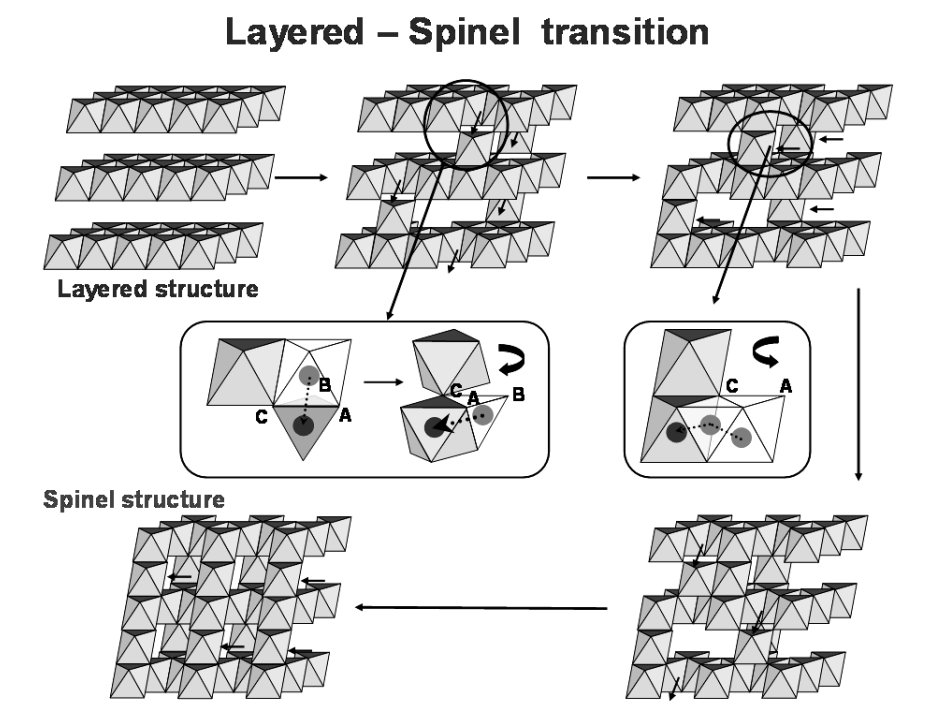 Layered – Spinel transition
Layered structure
B
C
A
C
A
B
C
A
Spinel structure